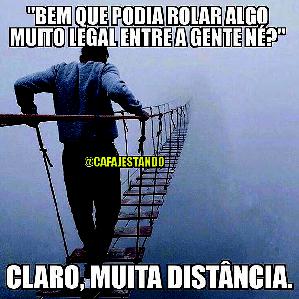 "BEM QUE PODIA ROLAR ALGO
MUITO LEGAL ENTRE A GENTE NÉ?"
@CAFAJESTANDO
CLARO, MUITA DISTÂNCIA.